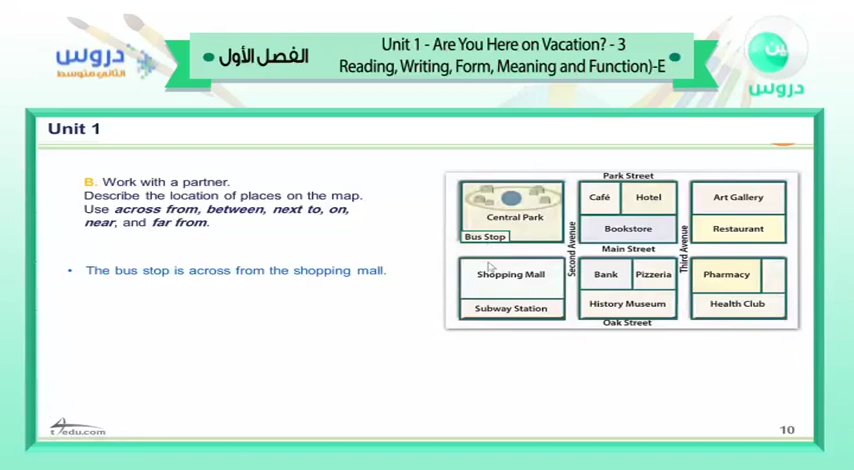 دروس
الثاني متوسط
الفصل الأول
Unit 1 - Are You Here on Vacation? - 3
Reading, Writing, Form, Meaning and Function)-E
عين
دروس
Unit 1
B. Work with a partner.
Describe the location of places on the map.
Use across from, between, next to, on,
near, and far from.
• The bus stop is across from the shopping mall.
Park Street
Central Park
Bus Stop
Café
Hotel
Bookstore
Art Gallery
Restaurant
Second Avenue
Third Avenue
Main Street
Shopping Mall
Subway Station
Bank
Pizzeria
History Museum
Pharmacy
Health Club
Oak Street
t4edu.com
10